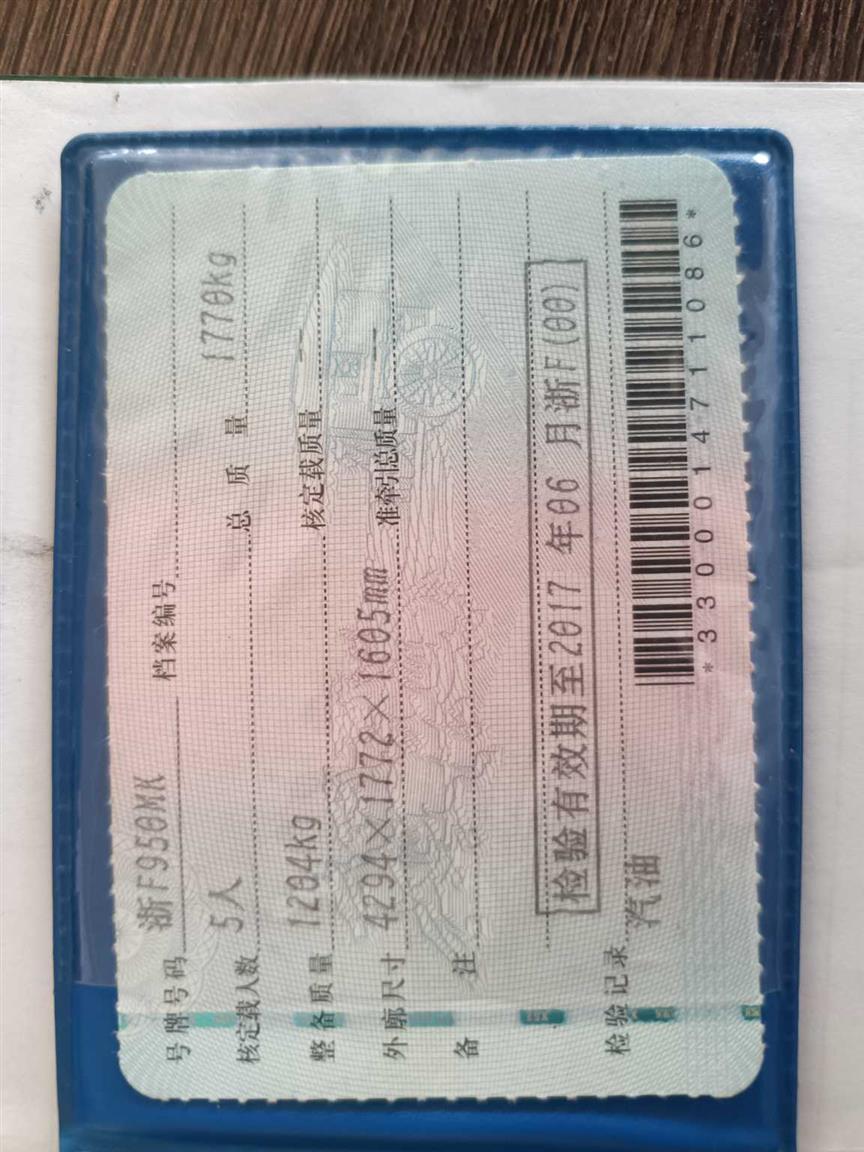 号牌号码 浙F950MK 档案编号
核定载人数 5人 总质量 1770kg
整备质量 1204kg 核定载质量
外廓尺寸 4294×1772×1605mm 准牵引总质量
备注
检验有效期至2017年06月浙F(00)
检验记录 汽油
*3300014711086*